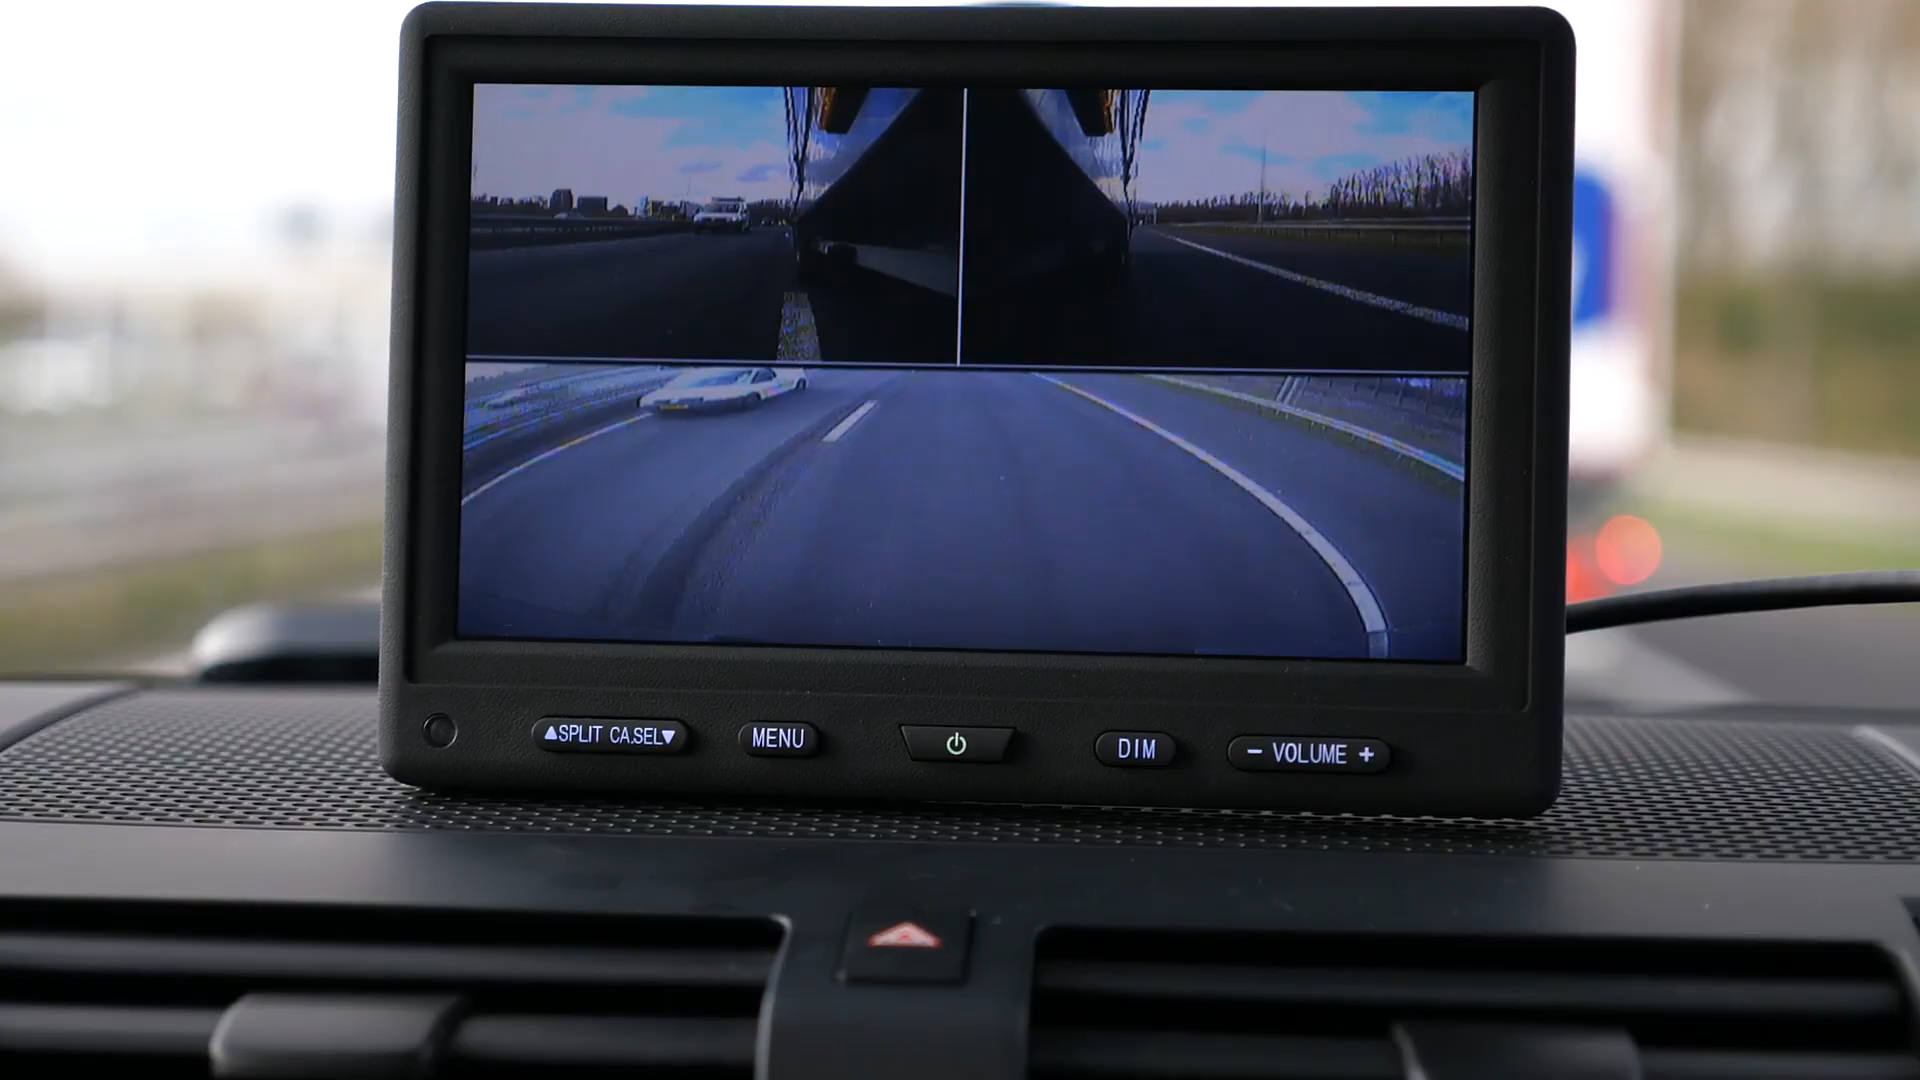 ▲SPLIT CA.SEL▼
MENU
DIM
− VOLUME +